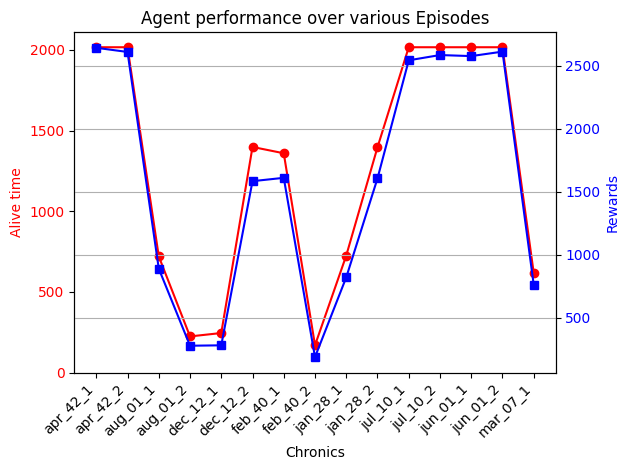 Agent performance over various Episodes
Alive time
2000
1500
1000
500
0
2500
2000
1500
1000
500
Rewards
apr_42_1
apr_42_2
aug_01_1
aug_01_2
dec_12_1
dec_12_2
feb_40_1
feb_40_2
jan_28_1
jan_28_2
jul_10_1
jul_10_2
jun_01_1
jun_01_2
mar_07_1
Chronics